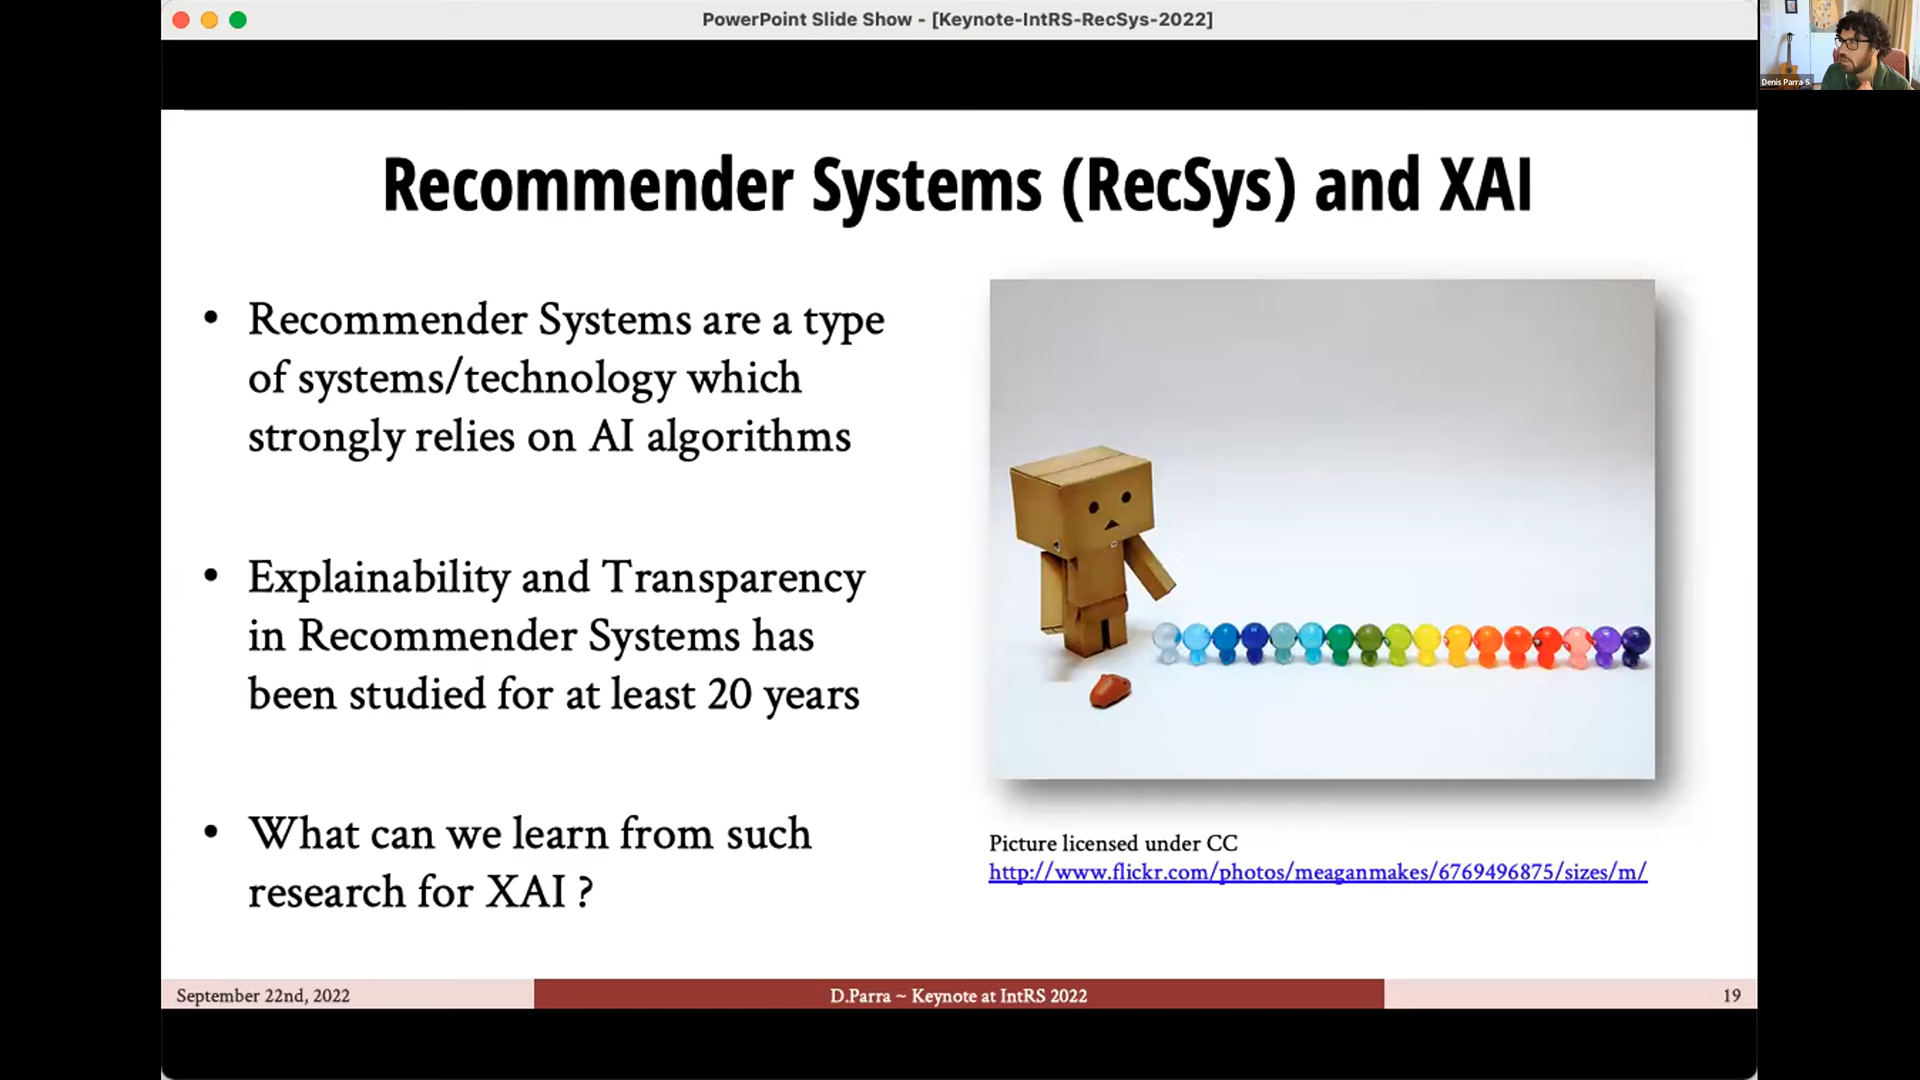 PowerPoint Slide Show - [Keynote-IntRS-RecSys-2022]
Denis Parra S.
Recommender Systems (RecSys) and XAI
• Recommender Systems are a type
of systems/technology which
strongly relies on AI algorithms
• Explainability and Transparency
in Recommender Systems has
been studied for at least 20 years
• What can we learn from such
research for XAI ?
Picture licensed under CC
http://www.flickr.com/photos/meaganmakes/6769496875/sizes/m/
September 22nd, 2022
D.Parra ~ Keynote at IntRS 2022
19